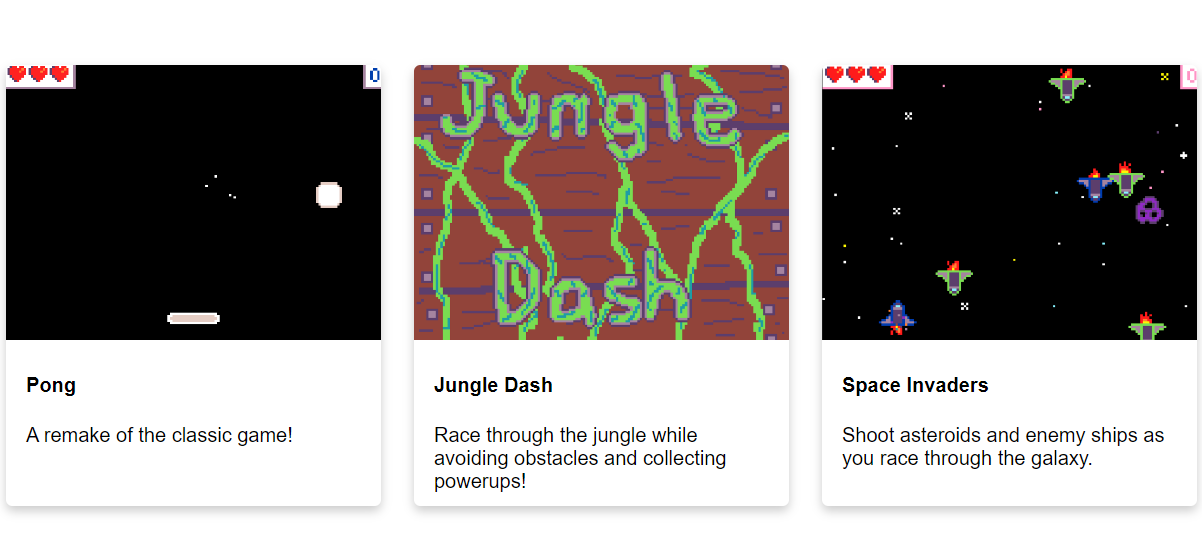 0
Pong
A remake of the classic game!
Jungle
Dash
Jungle Dash
Race through the jungle while
avoiding obstacles and collecting
powerups!
0
Space Invaders
Shoot asteroids and enemy ships as
you race through the galaxy.